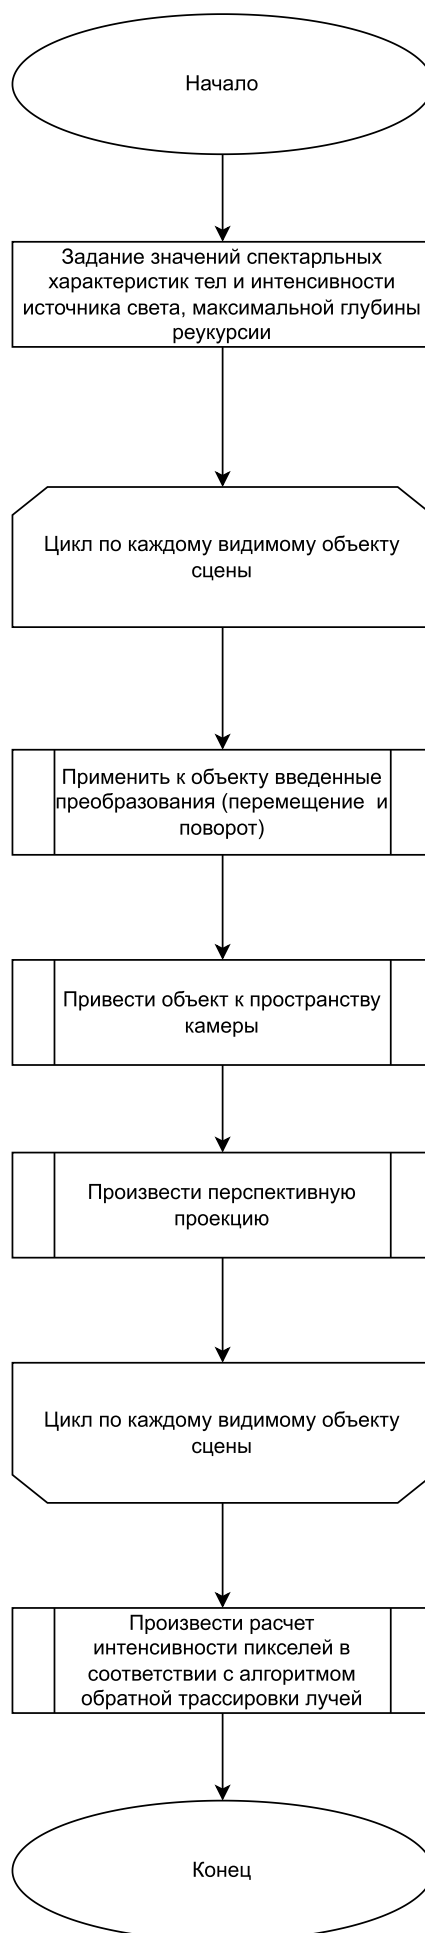 Начало
Задание значений спектарльных
характеристик тел и интенсивности
источника света, максимальной глубины
реукурсии
Цикл по каждому видимому объекту
сцены
Применить к объекту введенные
преобразования (перемещение  и
поворот)
Привести объект к пространству
камеры
Произвести перспективную
проекцию
Цикл по каждому видимому объекту
сцены
Произвести расчет
интенсивности пикселей в
соответствии с алгоритмом
обратной трассировки лучей
Конец